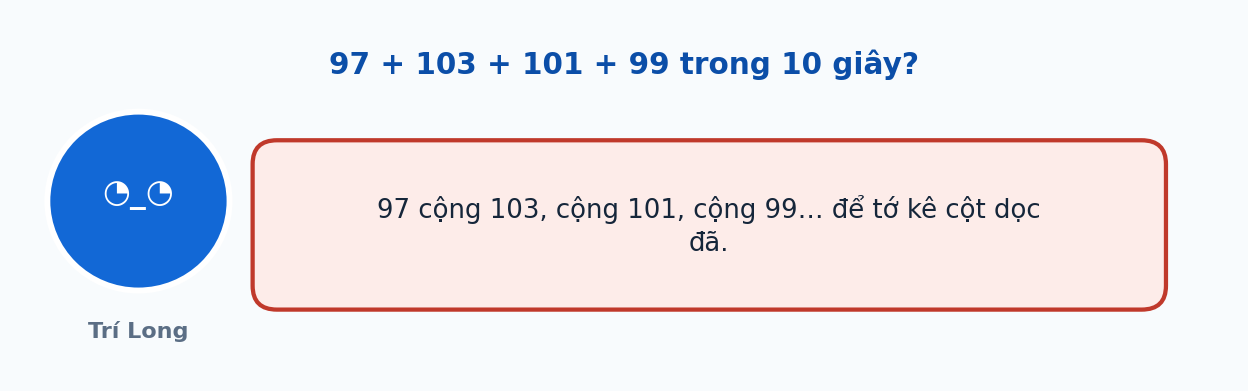 97 + 103 + 101 + 99 trong 10 giây?
◔_◔
97 cộng 103, cộng 101, cộng 99… để tớ kê cột dọc
đã.
Trí Long